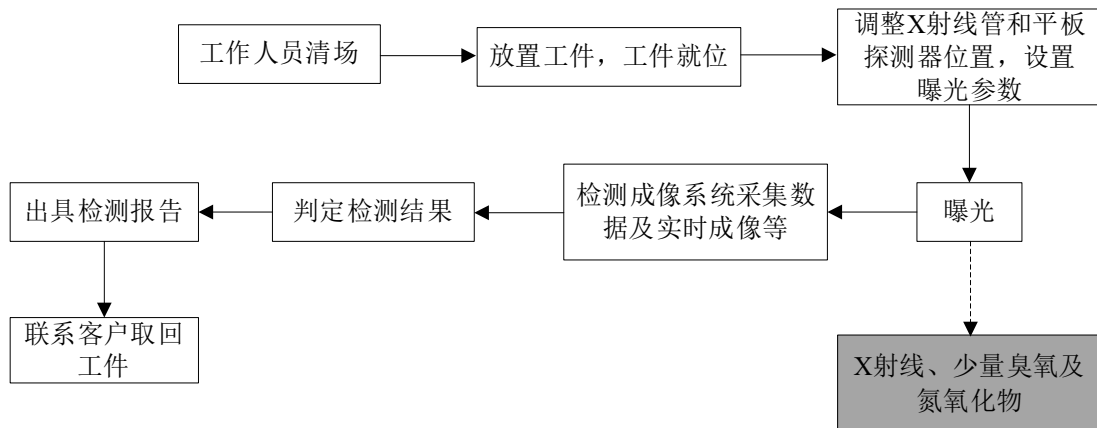 工作人员清场
放置工件，工件就位
调整X射线管和平板
探测器位置，设置
曝光参数
曝光
检测成像系统采集数
据及实时成像等
判定检测结果
出具检测报告
联系客户取回
工件
X射线、少量臭氧及
氮氧化物